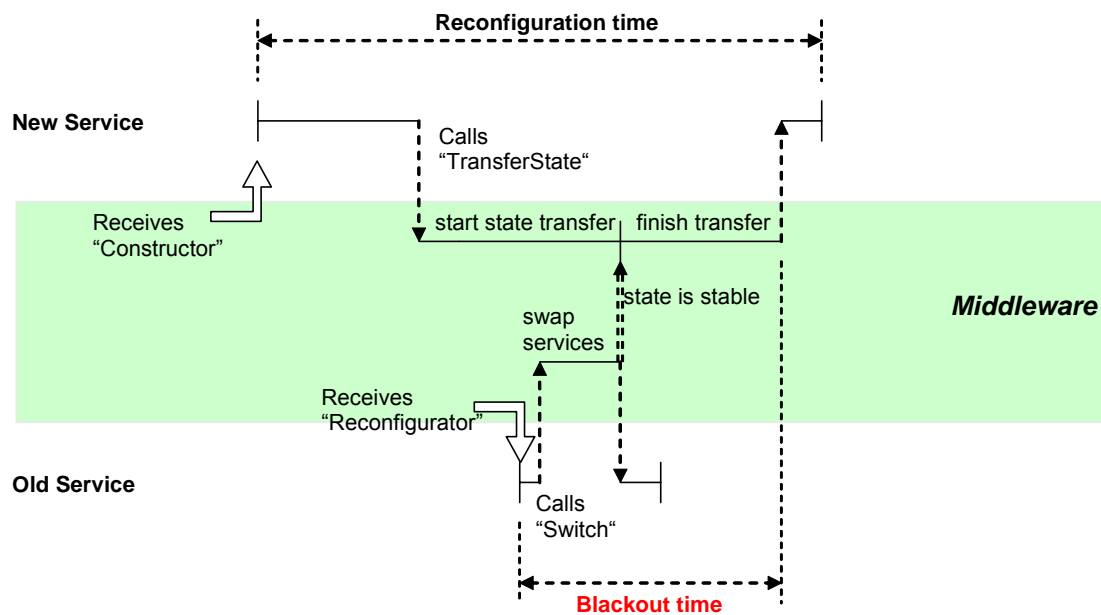 Reconfiguration time
New Service
Calls
“TransferState“
Receives
“Constructor”
start state transfer
finish transfer
state is stable
Middleware
swap
services
Receives
“Reconfigurator”
Old Service
Calls
“Switch“
Blackout time